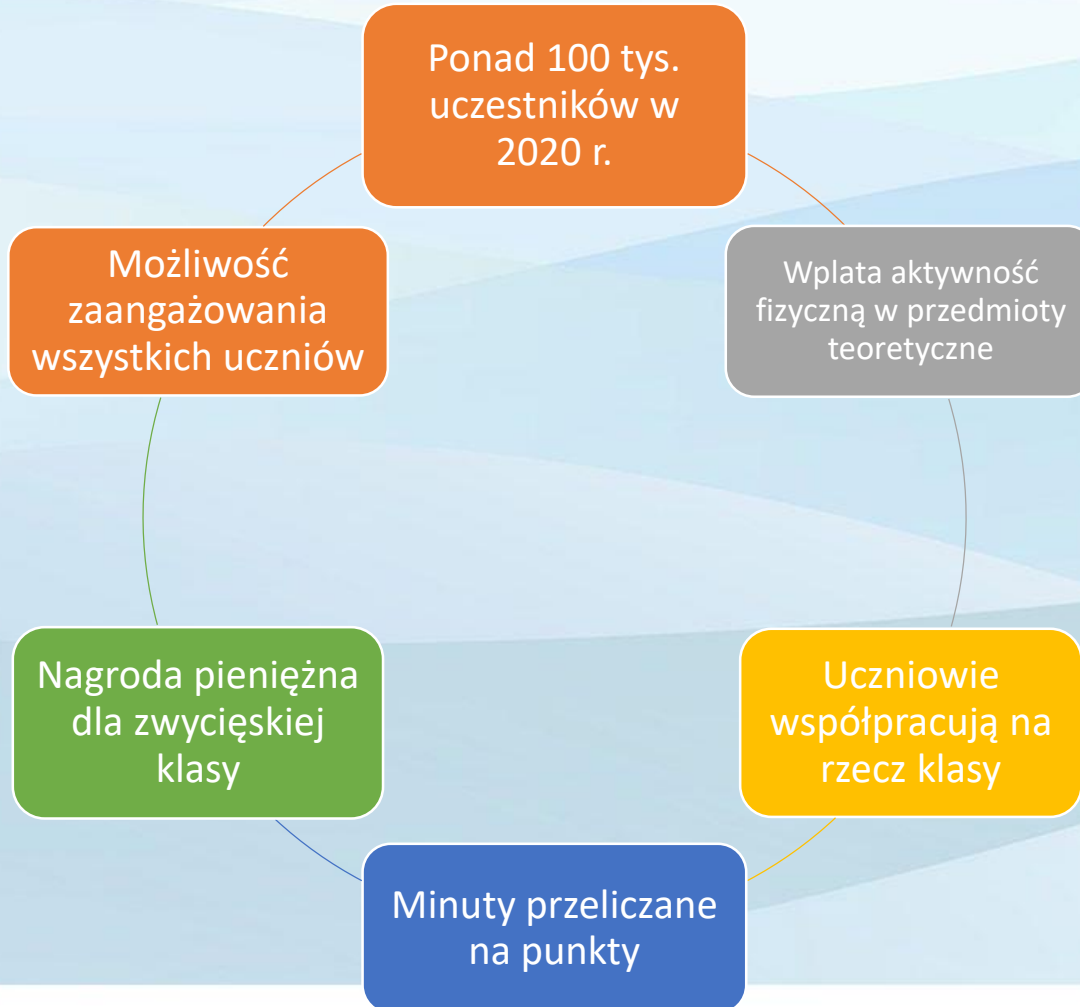 Ponad 100 tys.
uczestników w
2020 r.
Wplata aktywność
fizyczną w przedmioty
teoretyczne
Uczniowie
współpracują na
rzecz klasy
Minuty przeliczane
na punkty
Nagroda pieniężna
dla zwycięskiej
klasy
Możliwość
zaangażowania
wszystkich uczniów